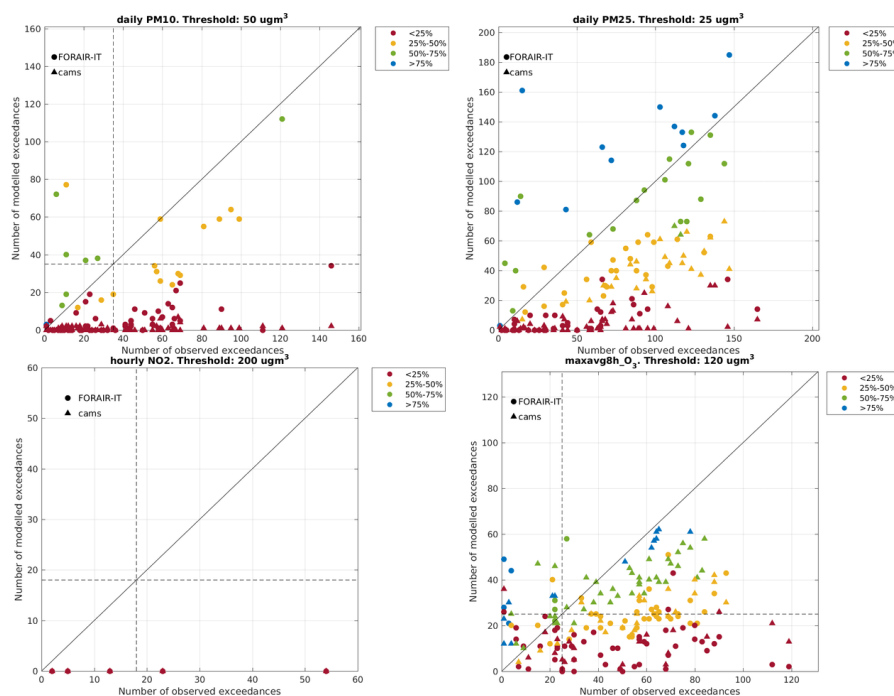 daily PM10. Threshold: 50 ugm³
160
140
120
100
80
60
40
20
0
0 20 40 60 80 100 120 140 160
Number of modelled exceedances
Number of observed exceedances
FORAIR-IT
cams
<25%
25%-50%
50%-75%
>75%
daily PM25. Threshold: 25 ugm³
200
180
160
140
120
100
80
60
40
20
0
0 50 100 150 200
Number of modelled exceedances
Number of observed exceedances
FORAIR-IT
cams
<25%
25%-50%
50%-75%
>75%
hourly NO2. Threshold: 200 ugm³
60
50
40
30
20
10
0
0 10 20 30 40 50 60
Number of modelled exceedances
Number of observed exceedances
FORAIR-IT
cams
<25%
25%-50%
50%-75%
>75%
maxavg8h_O₃. Threshold: 120 ugm³
120
100
80
60
40
20
0
0 20 40 60 80 100 120
Number of modelled exceedances
Number of observed exceedances
FORAIR-IT
cams
<25%
25%-50%
50%-75%
>75%